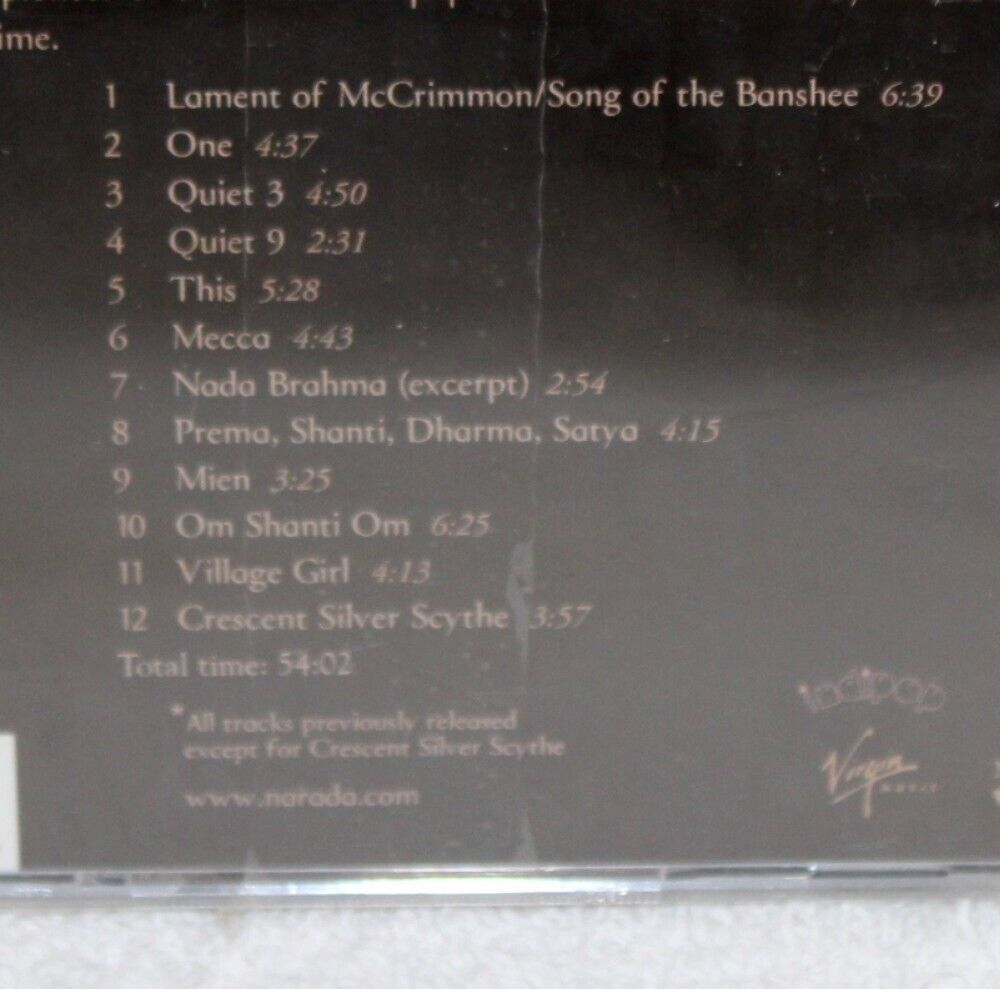 ime.
1 Lament of McCrimmon/Song of the Banshee 6:39
2 One 4:37
3 Quiet 3 4:50
4 Quiet 9 2:31
5 This 5:28
6 Mecca 4:43
7 Nada Brahma (excerpt) 2:54
8 Prema, Shanti, Dharma, Satya 4:15
9 Mien 3:25
10 Om Shanti Om 6:25
11 Village Girl 4:13
12 Crescent Silver Scythe 3:57
Total time: 54:02
*All tracks previously released
except for Crescent Silver Scythe
www.narada.com
indipop
Virgin
MUSIC